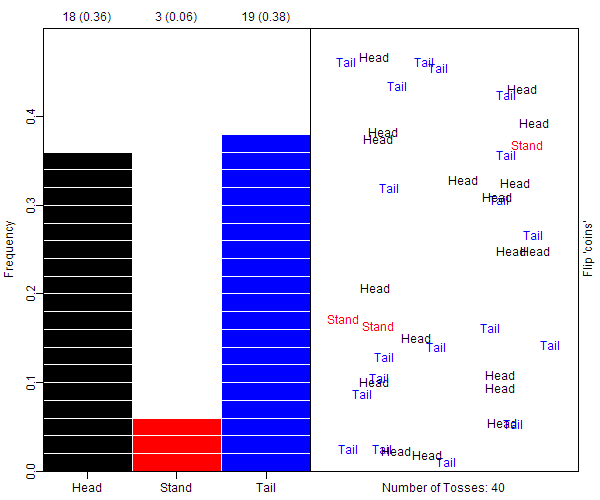 18 (0.36) 3 (0.06) 19 (0.38)
Frequency
0.4
0.3
0.2
0.1
0.0
Head Stand Tail
Tail Head Tail
Tail
Tail
Head
Tail
Head
Head
Head
Stand
Tail
Head
Head
Tail
Head
Tail
Tail
Head Head
Head
Stand
Stand
Tail
Head
Tail
Tail
Tail
Head
Tail
Head
Head
Tail
Head
Tail
Tail Tail Head
Head
Tail
Number of Tosses: 40
Flip 'coins'